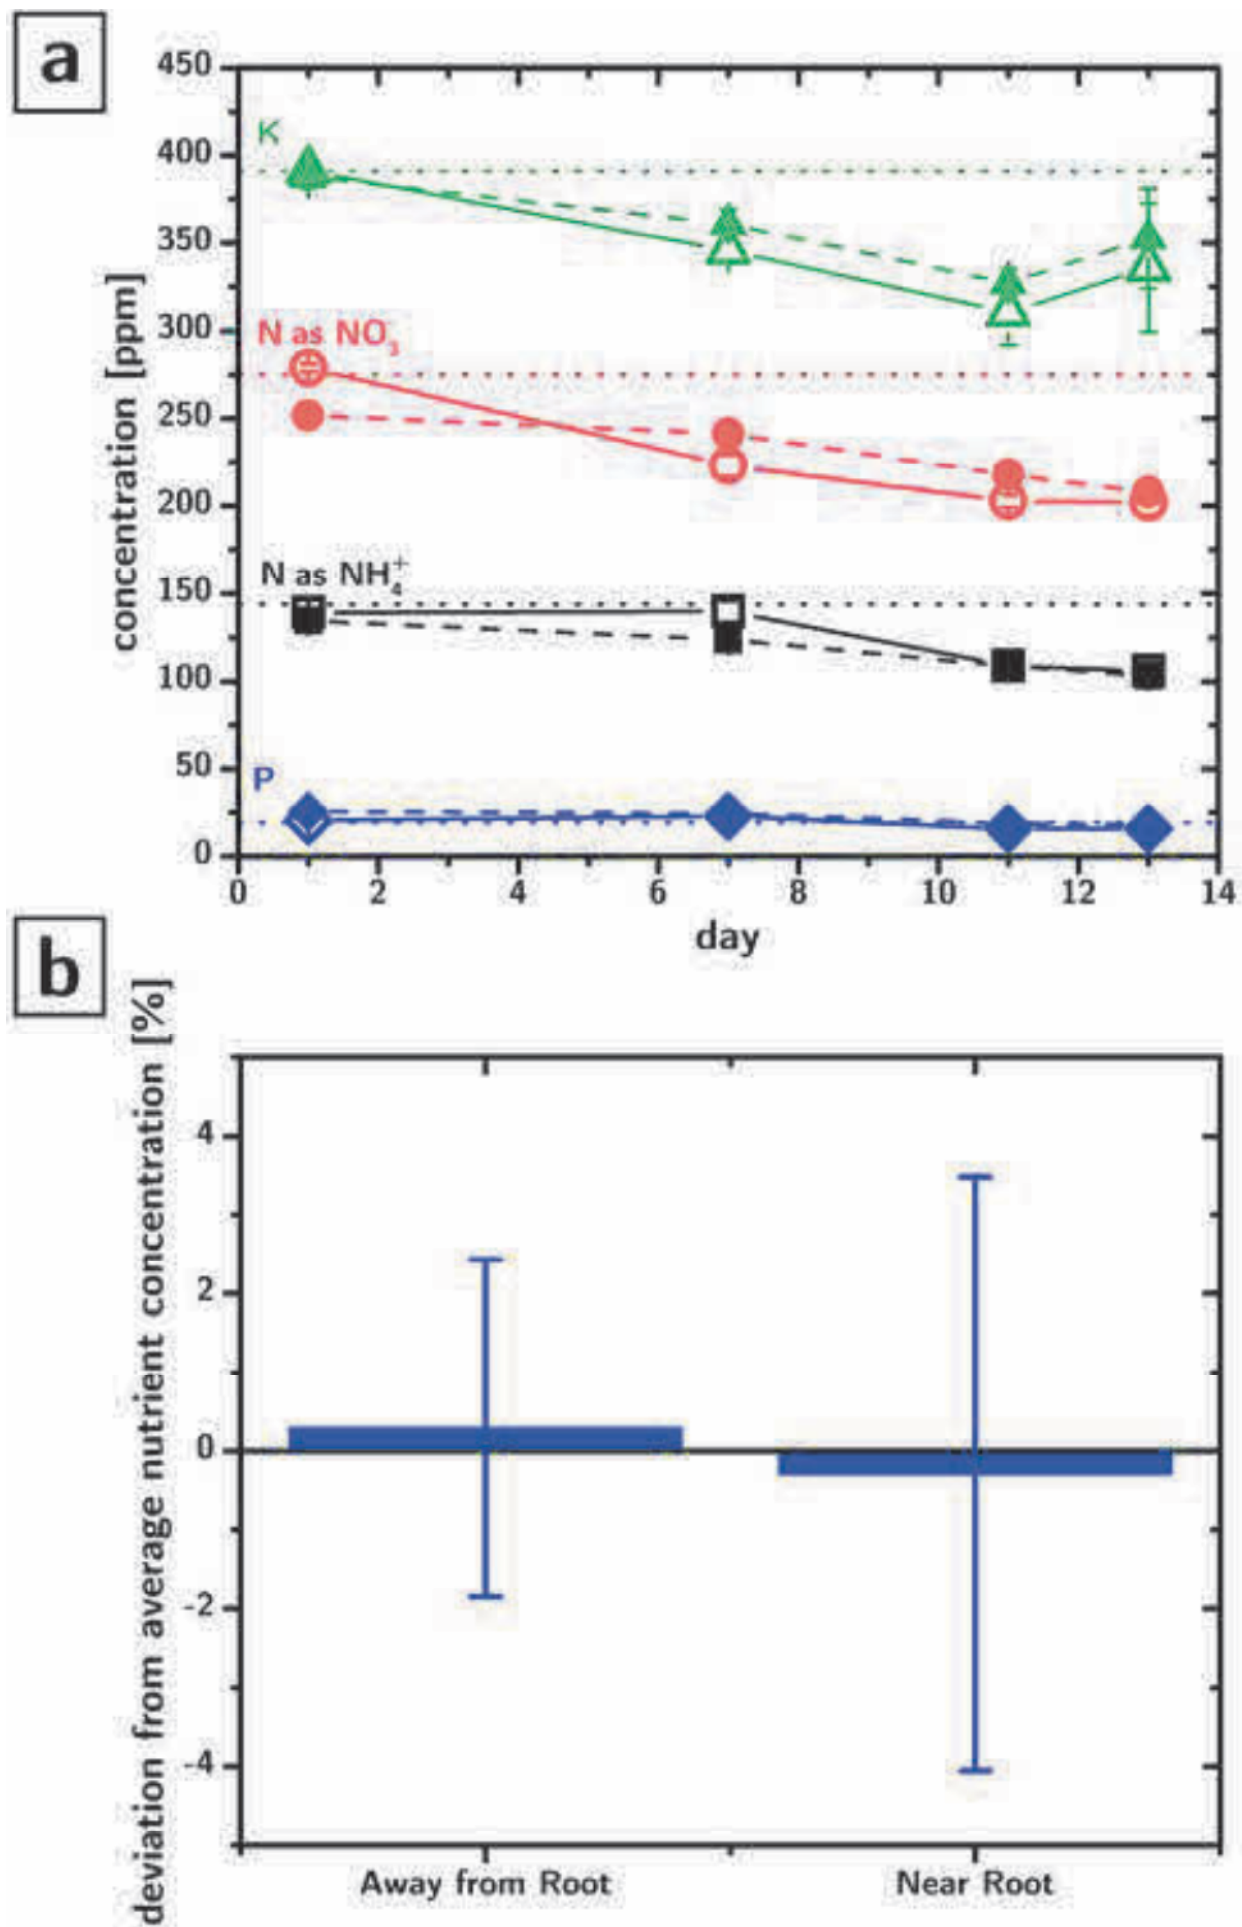 a
450
400
350
300
250
200
150
100
50
0
K
N as NO₃⁻
N as NH₄⁺
P
concentration [ppm]
0 2 4 6 8 10 12 14
day
b
4
2
0
-2
-4
deviation from average nutrient concentration [%]
Away from Root Near Root